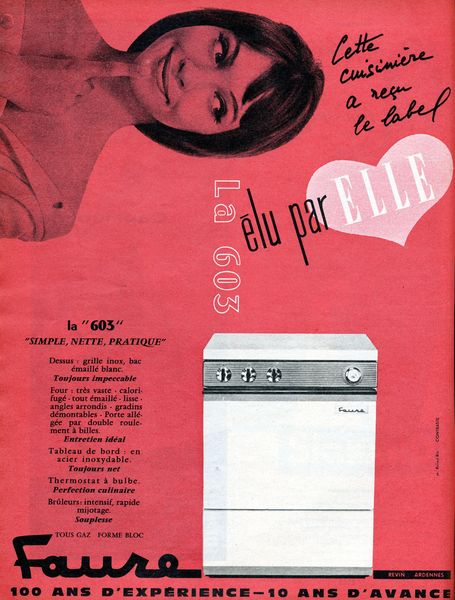 Cette
cuisinière
a reçu
le label
élu par ELLE
La 603
la "603"
"SIMPLE, NETTE, PRATIQUE"
Dessus : grille inox, bac
émaillé blanc.
Toujours impeccable
Four : très vaste - calori-
fugé - tout émaillé - lisse -
angles arrondis - gradins
démontables - Porte allé-
gée par double roule-
ment à billes.
Entretien idéal
Tableau de bord : en
acier inoxydable.
Toujours net
Thermostat à bulbe.
Perfection culinaire
Brûleurs: intensif, rapide
mijotage.
Souplesse
TOUS GAZ FORME BLOC
Faure
CONTRASTE
Faure
REVIN ARDENNES
100 ANS D'EXPÉRIENCE—10 ANS D'AVANCE